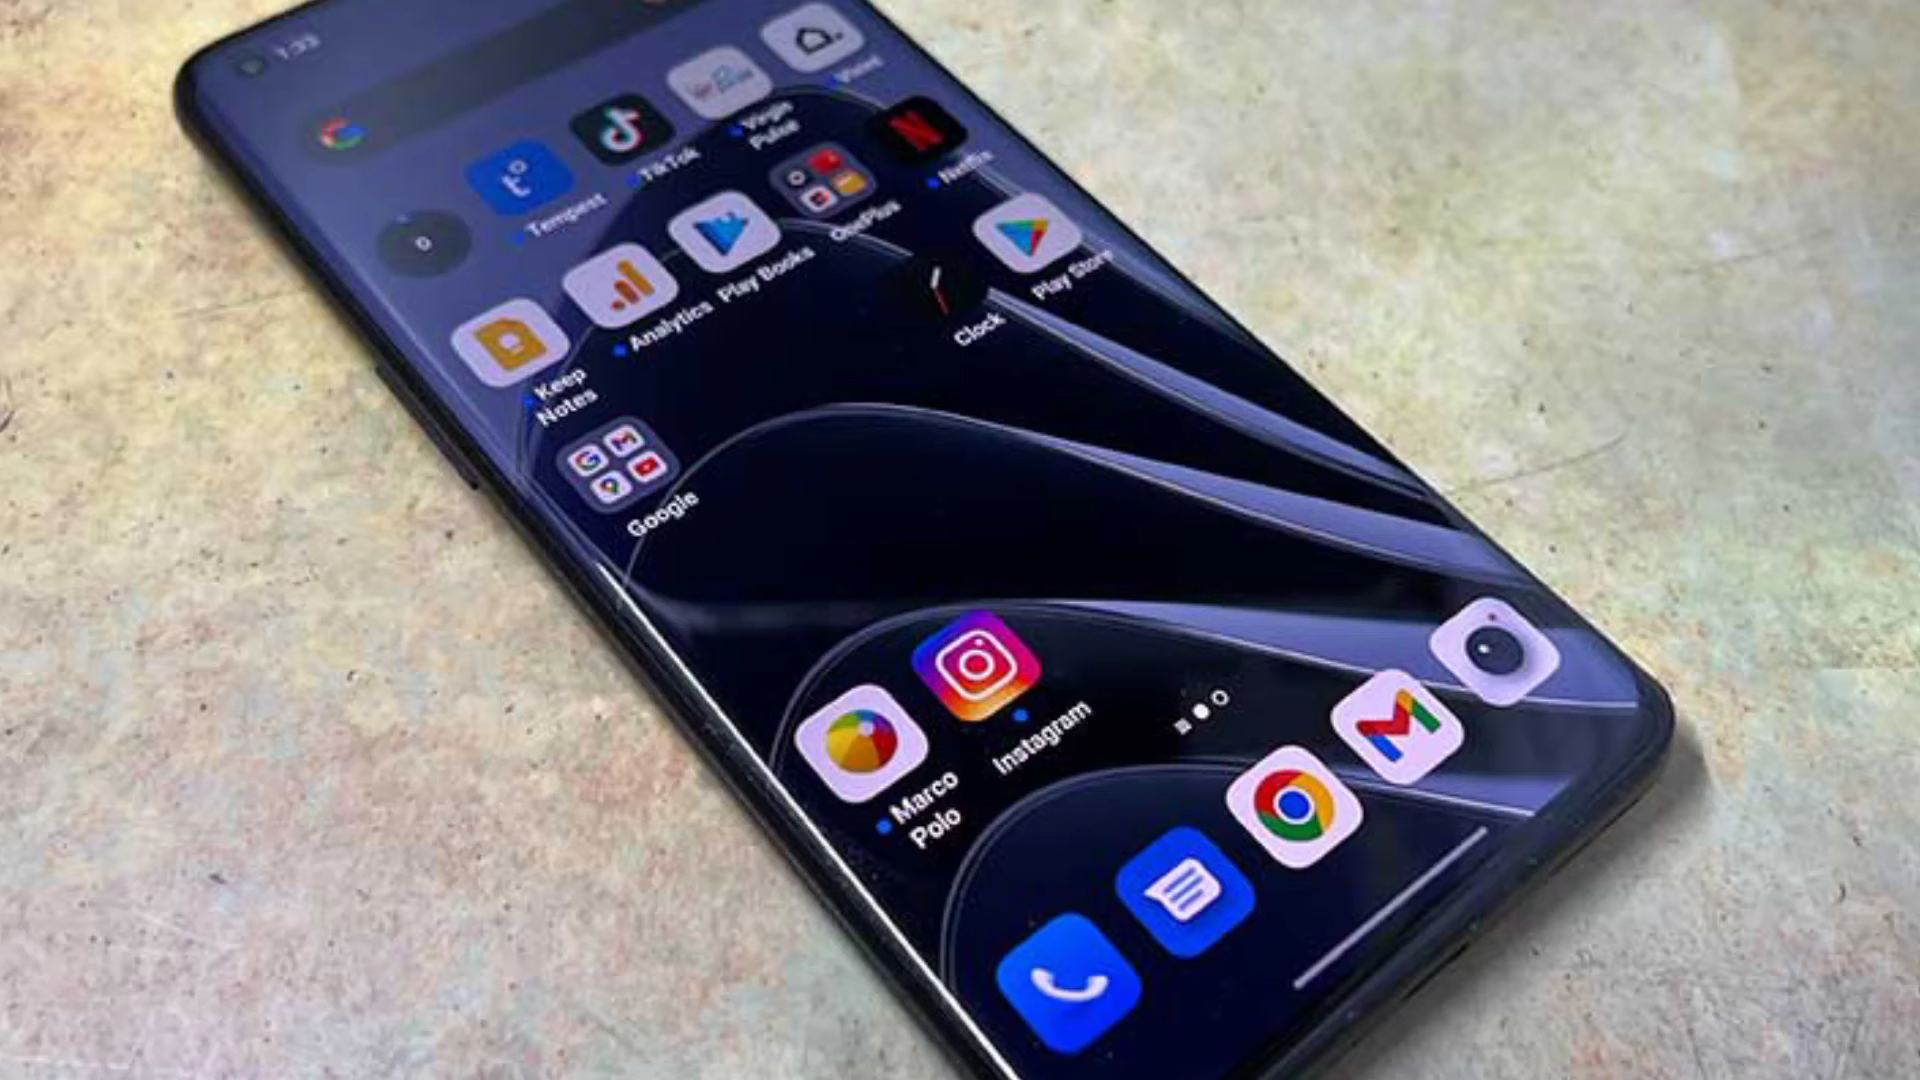 1:33
Tempest
TikTok
Virgin
Pulse
0
Analytics
Play Books
OnePlus
Netflix
Keep
Notes
Clock
Play Store
Google
Marco
Polo
Instagram